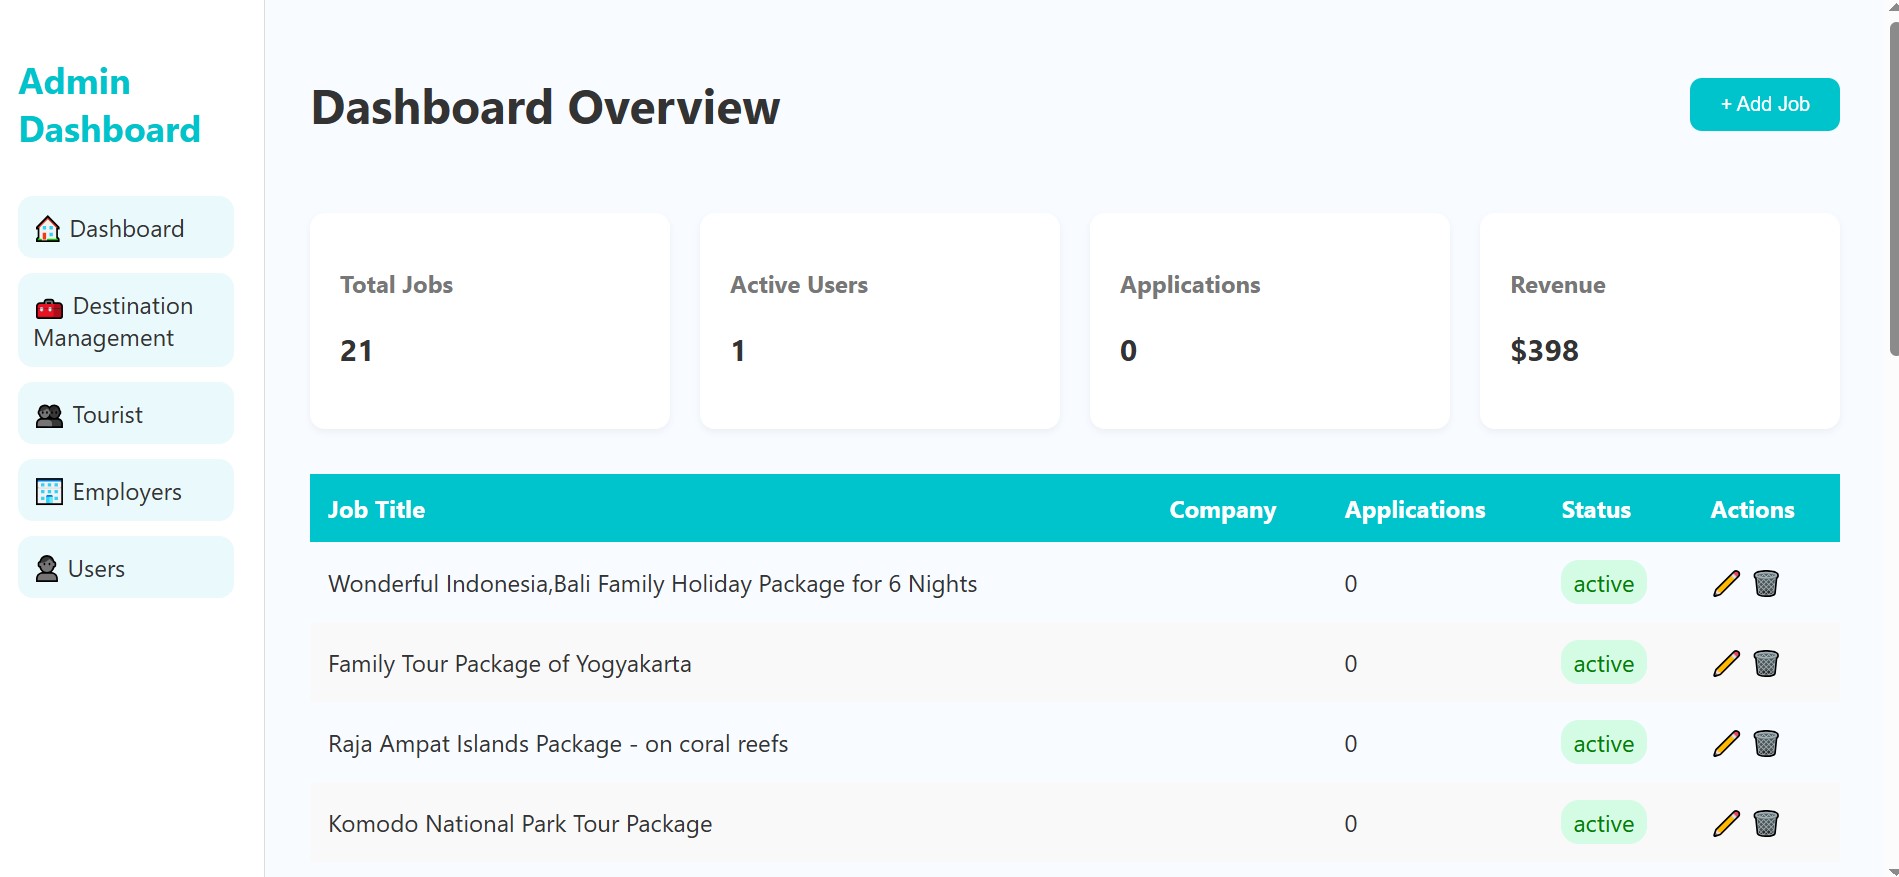 Admin
Dashboard
Dashboard
Destination
Management
Tourist
Employers
Users
Dashboard Overview
+ Add Job
Total Jobs
21
Active Users
1
Applications
0
Revenue
$398
Job Title Company Applications Status Actions
Wonderful Indonesia,Bali Family Holiday Package for 6 Nights 0 active
Family Tour Package of Yogyakarta 0 active
Raja Ampat Islands Package - on coral reefs 0 active
Komodo National Park Tour Package 0 active